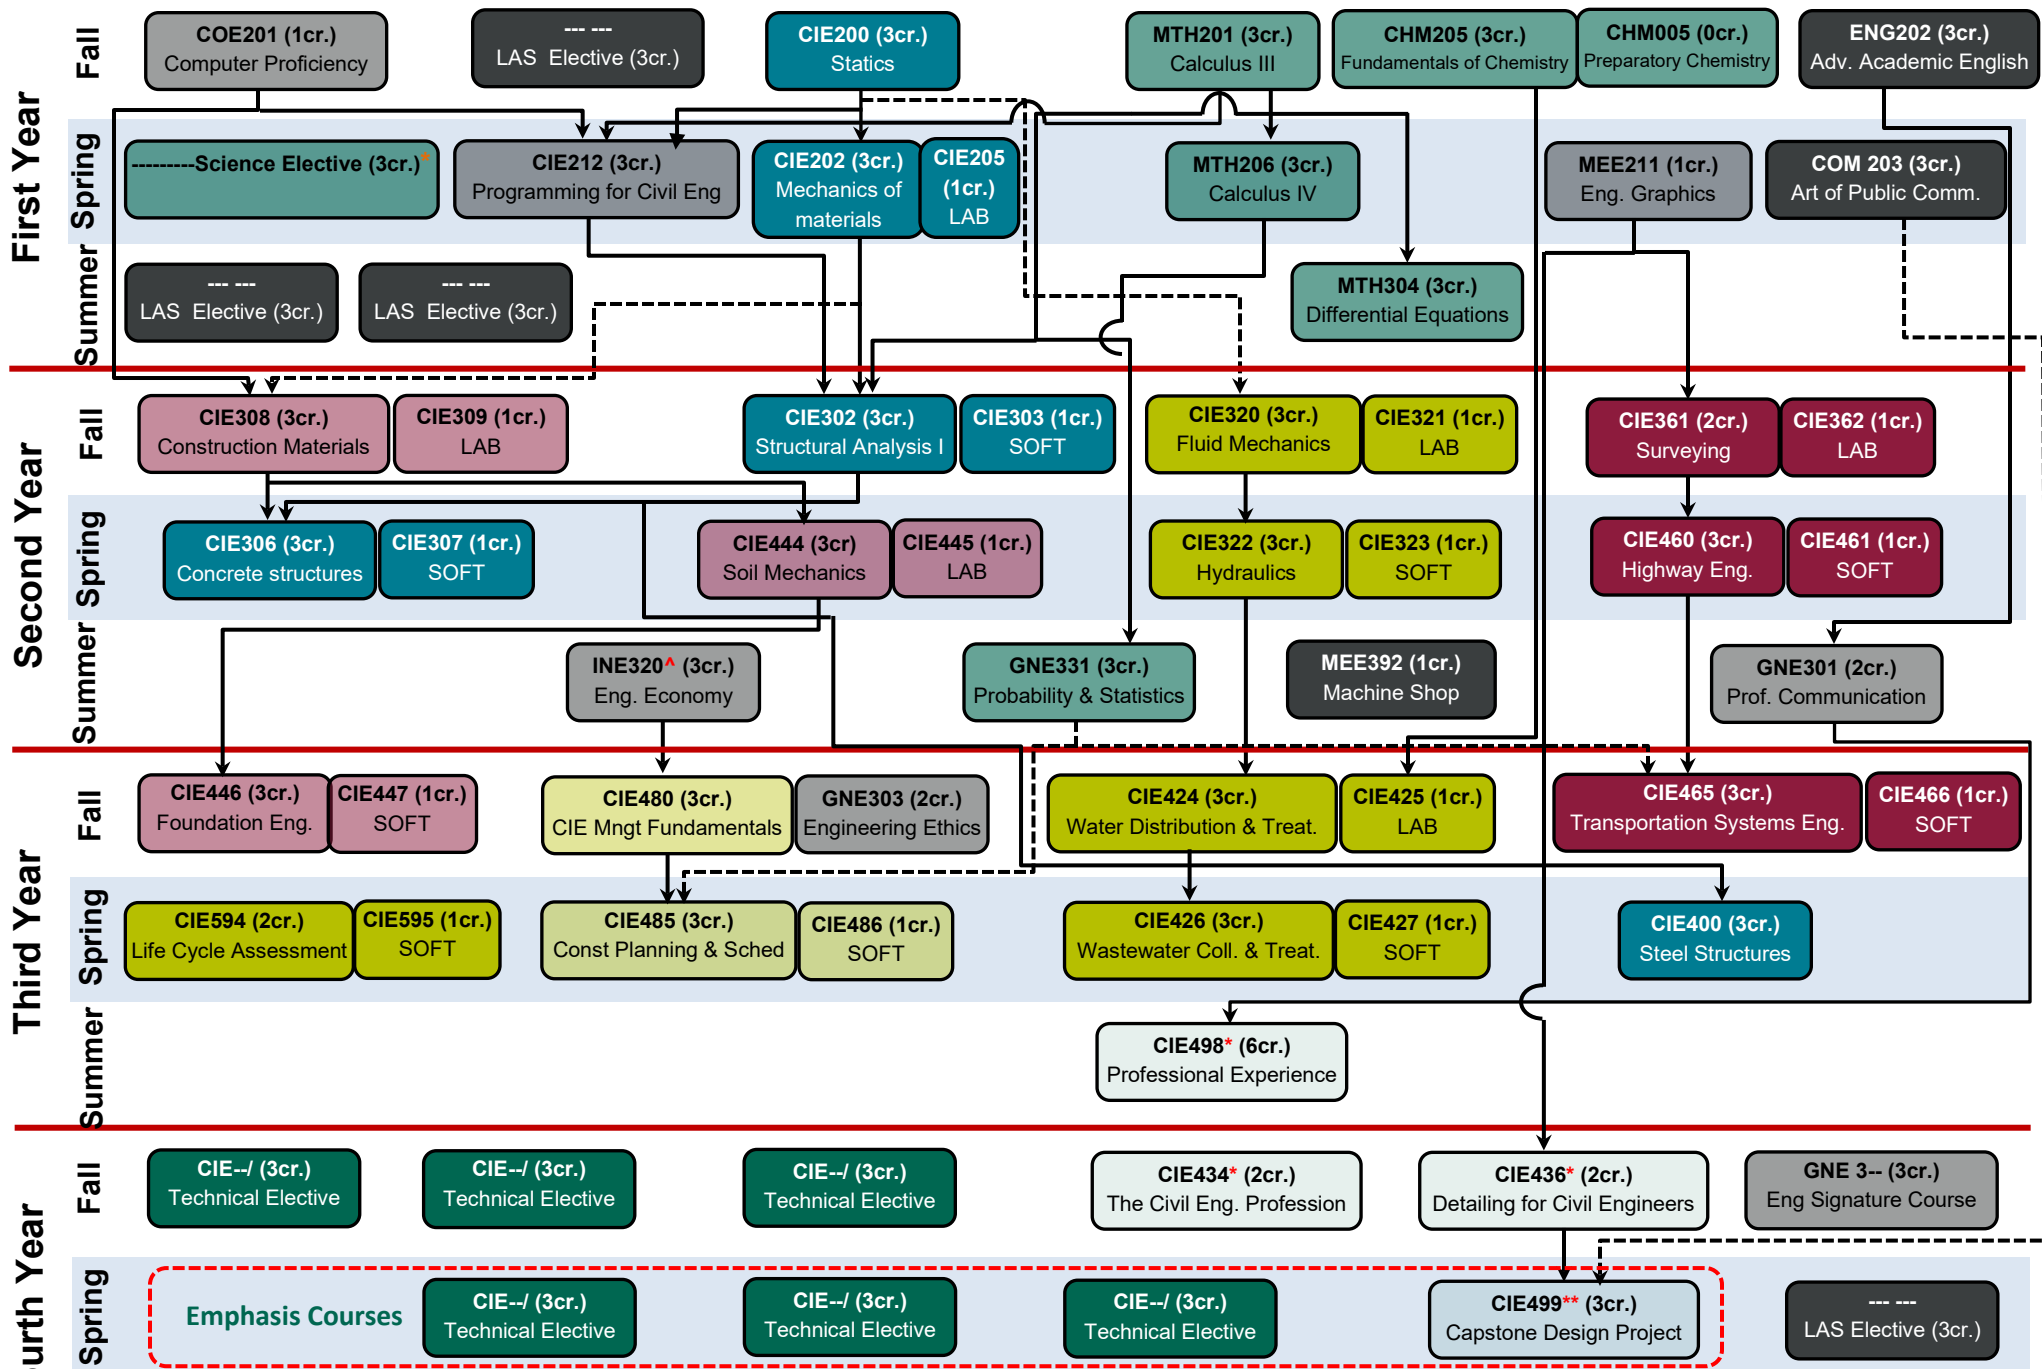 First Year
Fall
COE201 (1cr.)
Computer Proficiency
--- ---
LAS Elective (3cr.)
CIE200 (3cr.)
Statics
MTH201 (3cr.)
Calculus III
CHM205 (3cr.)
Fundamentals of Chemistry
CHM005 (0cr.)
Preparatory Chemistry
ENG202 (3cr.)
Adv. Academic English
Spring
---------Science Elective (3cr.)*
CIE212 (3cr.)
Programming for Civil Eng
CIE202 (3cr.)
Mechanics of
materials
CIE205
(1cr.)
LAB
MTH206 (3cr.)
Calculus IV
MEE211 (1cr.)
Eng. Graphics
COM 203 (3cr.)
Art of Public Comm.
Summer
--- ---
LAS Elective (3cr.)
--- ---
LAS Elective (3cr.)
MTH304 (3cr.)
Differential Equations
Second Year
Fall
CIE308 (3cr.)
Construction Materials
CIE309 (1cr.)
LAB
CIE302 (3cr.)
Structural Analysis I
CIE303 (1cr.)
SOFT
CIE320 (3cr.)
Fluid Mechanics
CIE321 (1cr.)
LAB
CIE361 (2cr.)
Surveying
CIE362 (1cr.)
LAB
Spring
CIE306 (3cr.)
Concrete structures
CIE307 (1cr.)
SOFT
CIE444 (3cr)
Soil Mechanics
CIE445 (1cr.)
LAB
CIE322 (3cr.)
Hydraulics
CIE323 (1cr.)
SOFT
CIE460 (3cr.)
Highway Eng.
CIE461 (1cr.)
SOFT
Summer
INE320^ (3cr.)
Eng. Economy
GNE331 (3cr.)
Probability & Statistics
MEE392 (1cr.)
Machine Shop
GNE301 (2cr.)
Prof. Communication
Third Year
Fall
CIE446 (3cr.)
Foundation Eng.
CIE447 (1cr.)
SOFT
CIE480 (3cr.)
CIE Mngt Fundamentals
GNE303 (2cr.)
Engineering Ethics
CIE424 (3cr.)
Water Distribution & Treat.
CIE425 (1cr.)
LAB
CIE465 (3cr.)
Transportation Systems Eng.
CIE466 (1cr.)
SOFT
Spring
CIE594 (2cr.)
Life Cycle Assessment
CIE595 (1cr.)
SOFT
CIE485 (3cr.)
Const Planning & Sched
CIE486 (1cr.)
SOFT
CIE426 (3cr.)
Wastewater Coll. & Treat.
CIE427 (1cr.)
SOFT
CIE400 (3cr.)
Steel Structures
Summer
CIE498* (6cr.)
Professional Experience
ourth Year
Fall
CIE--/ (3cr.)
Technical Elective
CIE--/ (3cr.)
Technical Elective
CIE--/ (3cr.)
Technical Elective
CIE434* (2cr.)
The Civil Eng. Profession
CIE436* (2cr.)
Detailing for Civil Engineers
GNE 3-- (3cr.)
Eng Signature Course
Spring
Emphasis Courses
CIE--/ (3cr.)
Technical Elective
CIE--/ (3cr.)
Technical Elective
CIE--/ (3cr.)
Technical Elective
CIE499** (3cr.)
Capstone Design Project
--- ---
LAS Elective (3cr.)